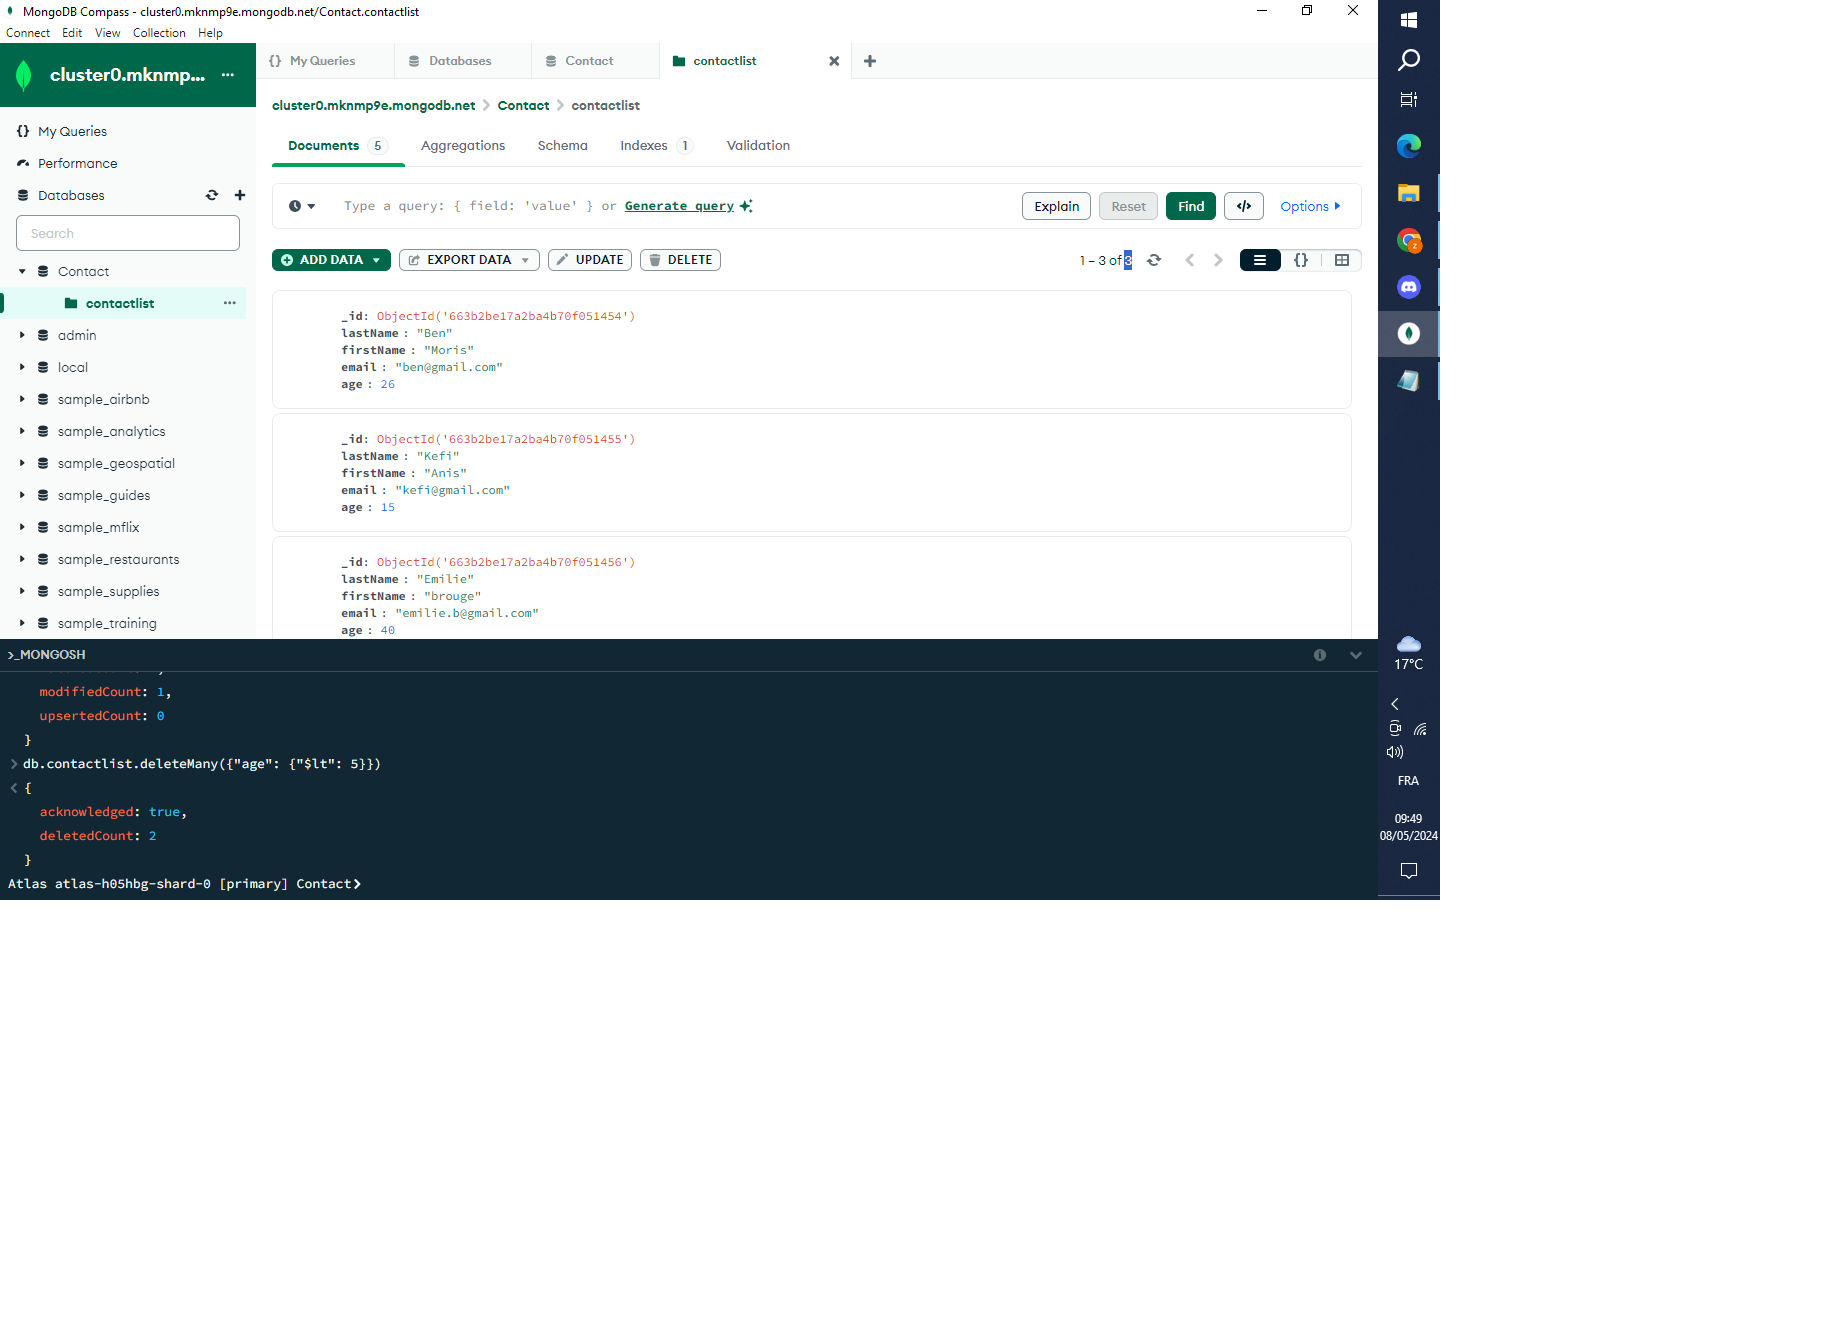 MongoDB Compass - cluster0.mknmp9e.mongodb.net/Contact.contactlist
Connect Edit View Collection Help
cluster0.mknmp... ...
My Queries
Databases
Contact
contactlist
cluster0.mknmp9e.mongodb.net > Contact > contactlist
{} My Queries
Performance
Databases
Search
Contact
contactlist ...
admin
local
sample_airbnb
sample_analytics
sample_geospatial
sample_guides
sample_mflix
sample_restaurants
sample_supplies
sample_training
Documents 5 Aggregations Schema Indexes 1 Validation
Type a query: { field: 'value' } or Generate query
Explain Reset Find </> Options
ADD DATA EXPORT DATA UPDATE DELETE
1 – 3 of 3
{}
_id: ObjectId('663b2be17a2ba4b70f051454')
lastName : "Ben"
firstName : "Moris"
email : "ben@gmail.com"
age : 26
_id: ObjectId('663b2be17a2ba4b70f051455')
lastName : "Kefi"
firstName : "Anis"
email : "kefi@gmail.com"
age : 15
_id: ObjectId('663b2be17a2ba4b70f051456')
lastName : "Emilie"
firstName : "brouge"
email : "emilie.b@gmail.com"
age : 40
>_MONGOSH
modifiedCount: 1,
upsertedCount: 0
}
> db.contactlist.deleteMany({"age": {"$lt": 5}})
< {
acknowledged: true,
deletedCount: 2
}
Atlas atlas-h05hbg-shard-0 [primary] Contact>
17°C
FRA
09:49
08/05/2024